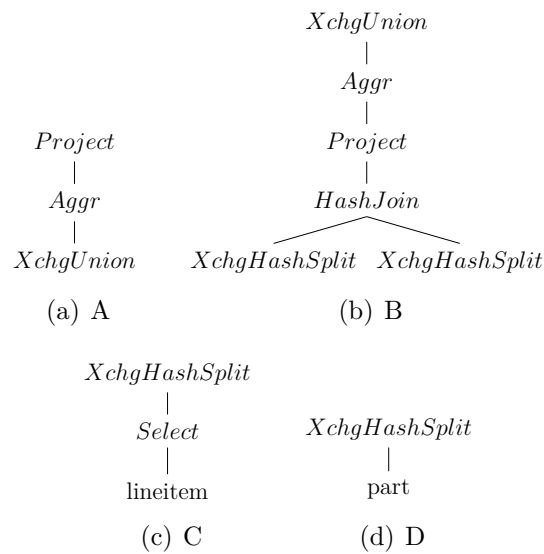 Project
Aggr
XchgUnion
(a) A
XchgUnion
Aggr
Project
HashJoin
XchgHashSplit XchgHashSplit
(b) B
XchgHashSplit
Select
lineitem
(c) C
XchgHashSplit
part
(d) D